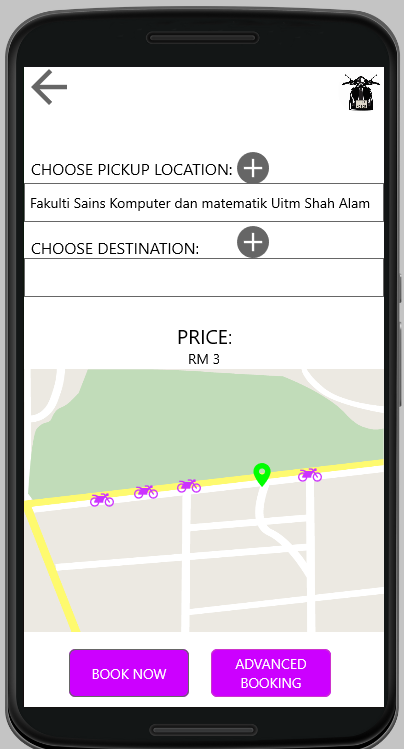 CHOOSE PICKUP LOCATION:
Fakulti Sains Komputer dan matematik Uitm Shah Alam
CHOOSE DESTINATION:
PRICE:
RM 3
BOOK NOW
ADVANCED
BOOKING